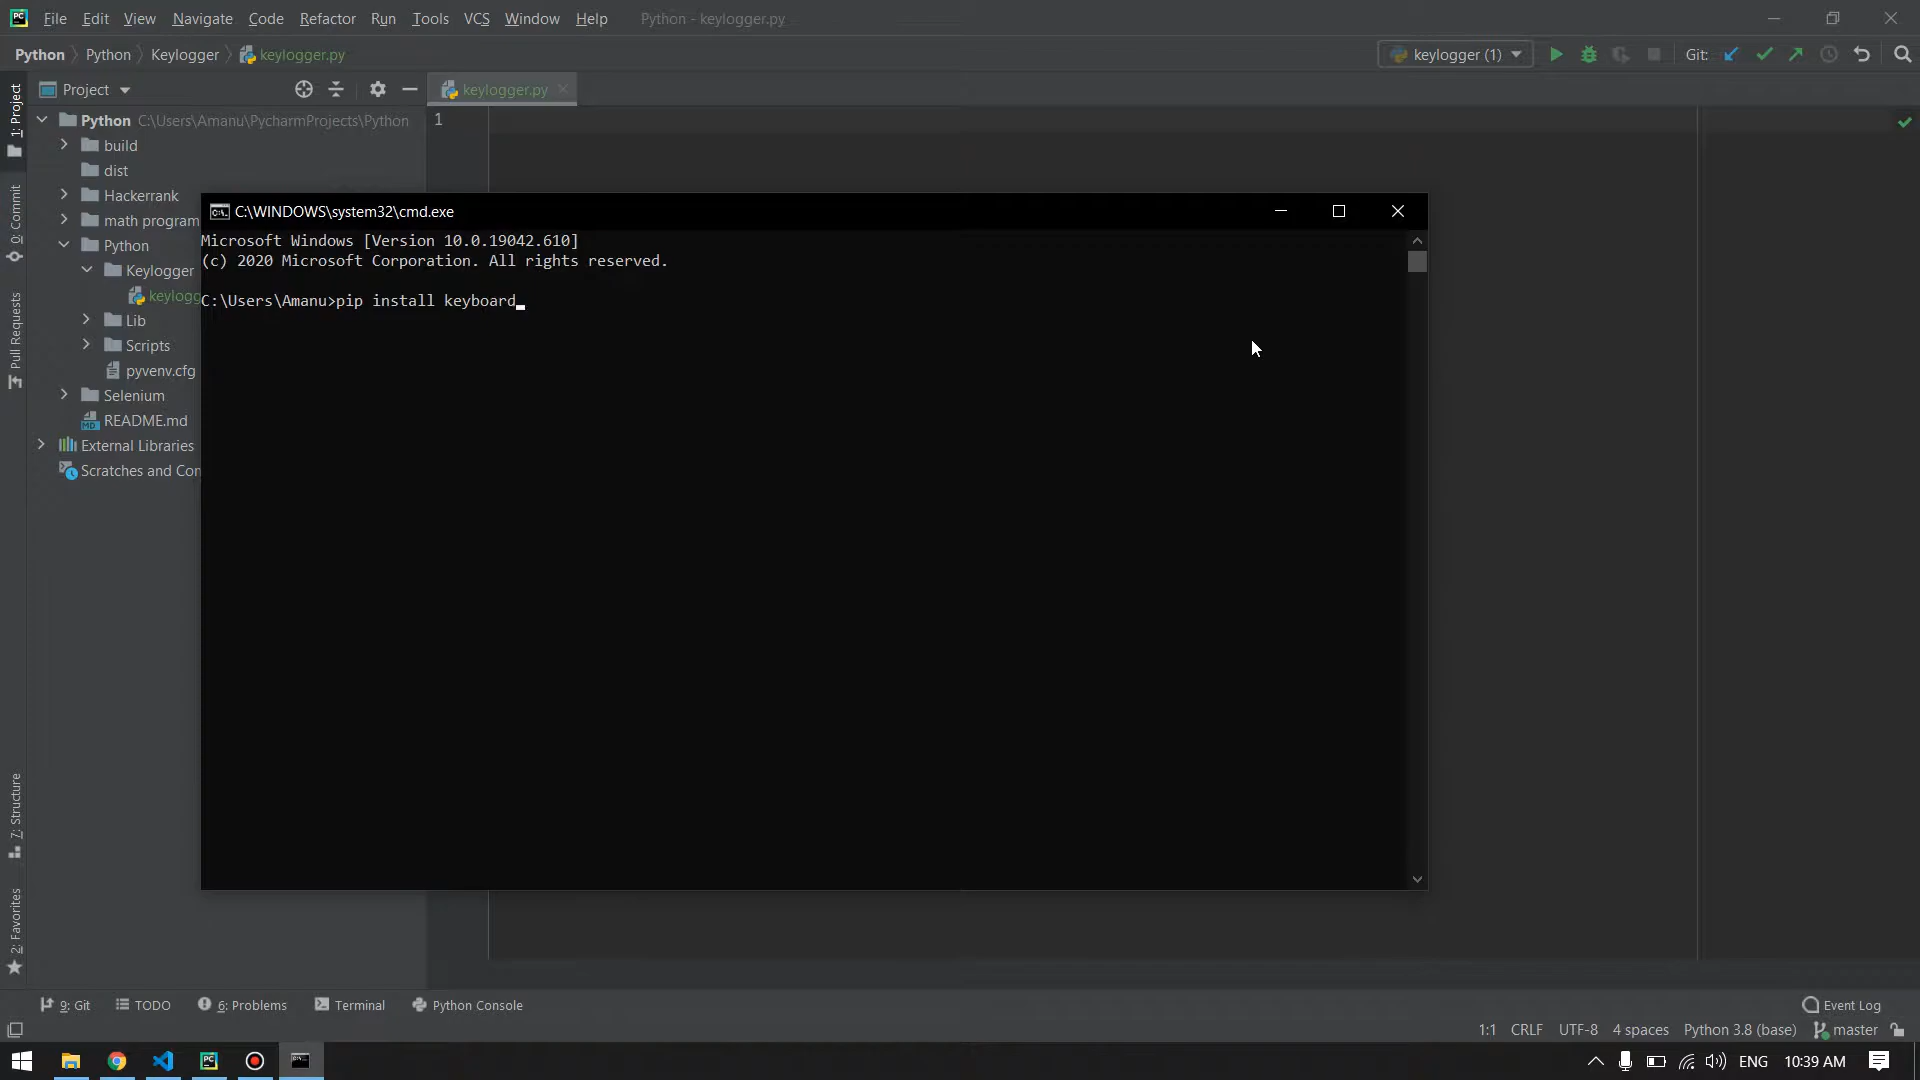 File Edit View Navigate Code Refactor Run Tools VCS Window Help Python - keylogger.py
Python Python Keylogger keylogger.py keylogger (1) Git:
Project keylogger.py
1: Project
Python C:\Users\Amanu\PycharmProjects\Python 1
build
dist
Hackerrank
math program
Python
Keylogger
keylogg
Lib
Scripts
pyvenv.cfg
Selenium
README.md
External Libraries
Scratches and Con
0: Commit
Pull Requests
7: Structure
2: Favorites
C:\WINDOWS\system32\cmd.exe
Microsoft Windows [Version 10.0.19042.610]
(c) 2020 Microsoft Corporation. All rights reserved.
C:\Users\Amanu>pip install keyboard_
9: Git TODO 6: Problems Terminal Python Console Event Log
1:1 CRLF UTF-8 4 spaces Python 3.8 (base) master
ENG 10:39 AM